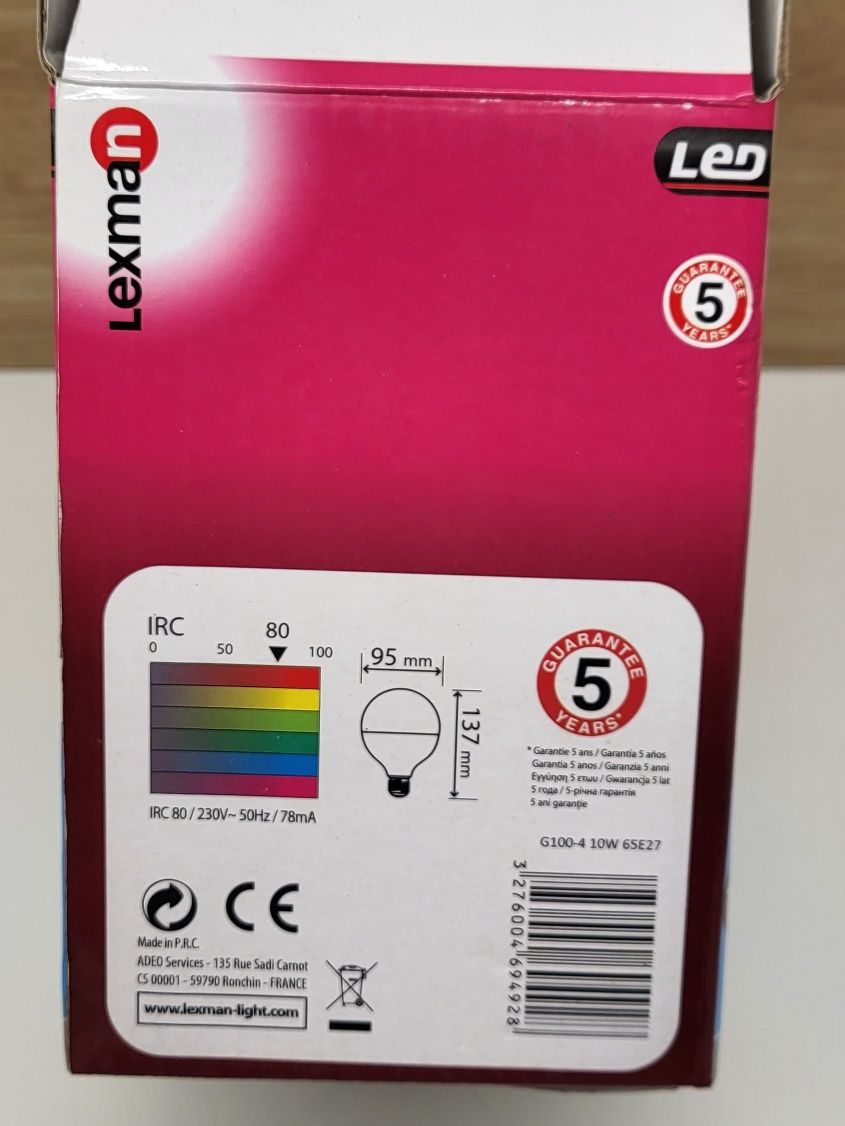 Lexman
LED
GUARANTEE
5
YEARS*
IRC
80
0 50 100
95 mm
137 mm
IRC 80 / 230V~ 50Hz / 78mA
GUARANTEE
5
YEARS*
* Garantie 5 ans / Garantía 5 años
Garantia 5 anos / Garanzia 5 anni
Εγγύηση 5 ετων / Gwarancja 5 lat
5 года / 5-річна гарантія
5 ani garanție
G100-4 10W 65E27
3 276004 694928
CE
Made in P.R.C.
ADEO Services - 135 Rue Sadi Carnot
CS 00001 - 59790 Ronchin - FRANCE
www.lexman-light.com